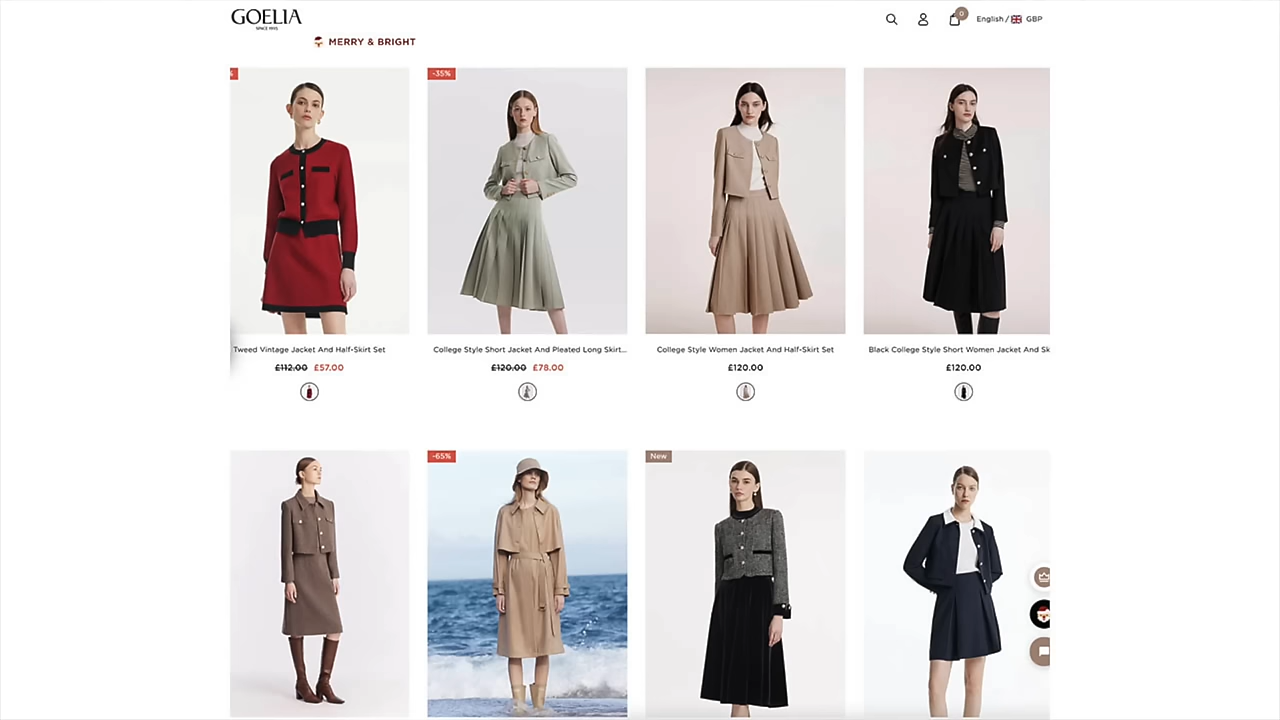 GOELIA
SINCE 1995
0
English / GBP
MERRY & BRIGHT
%
-35%
Tweed Vintage Jacket And Half-Skirt Set
College Style Short Jacket And Pleated Long Skirt...
College Style Women Jacket And Half-Skirt Set
Black College Style Short Women Jacket And Sk
£112.00 £57.00
£120.00 £78.00
£120.00
£120.00
-65%
New